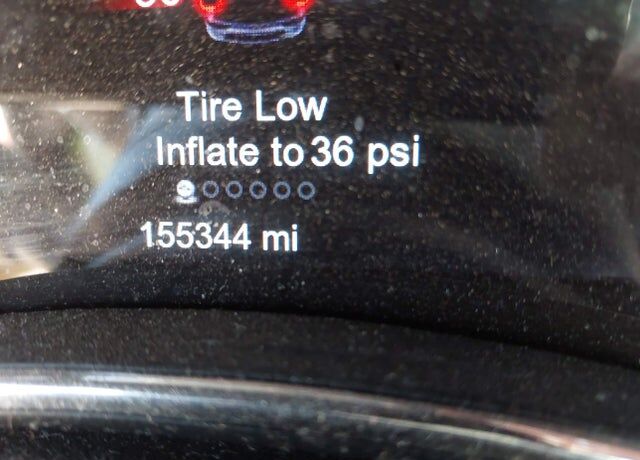 Tire Low
Inflate to 36 psi
155344 mi